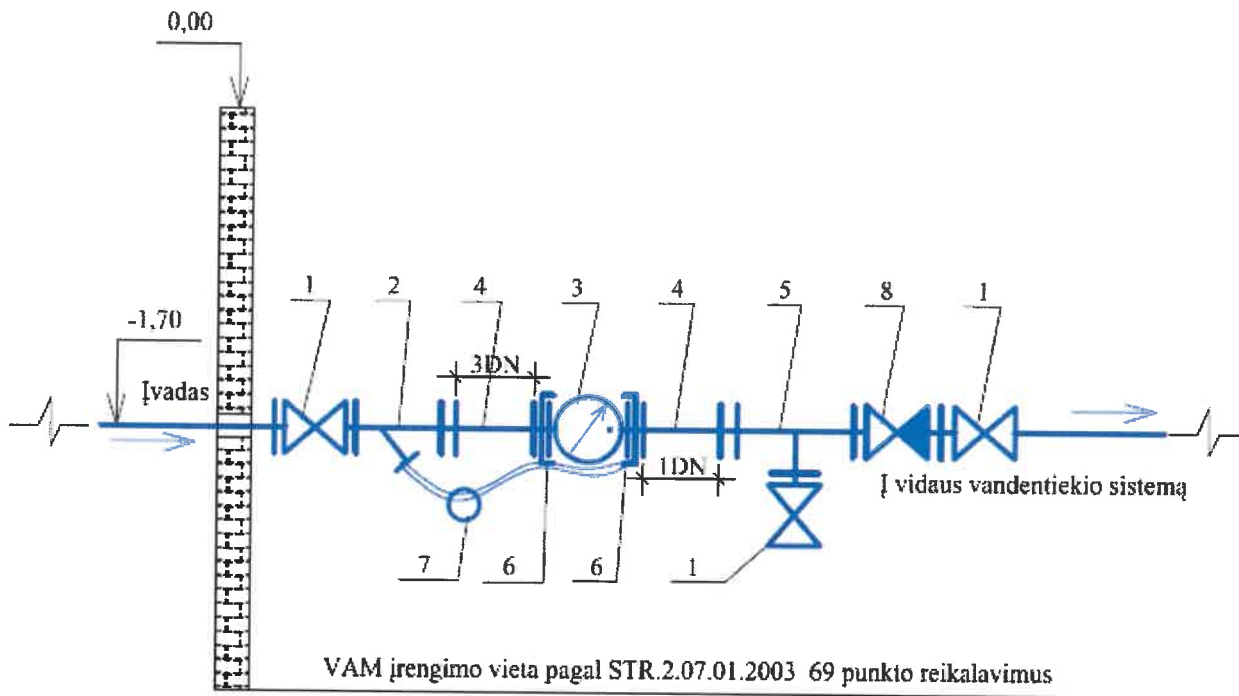 0,00
1 2 4 3 4 5 8 1
-1,70
3DN
Įvadas
1DN
Į vidaus vandentiekio sistemą
7 6 6 1
VAM įrengimo vieta pagal STR.2.07.01.2003 69 punkto reikalavimus